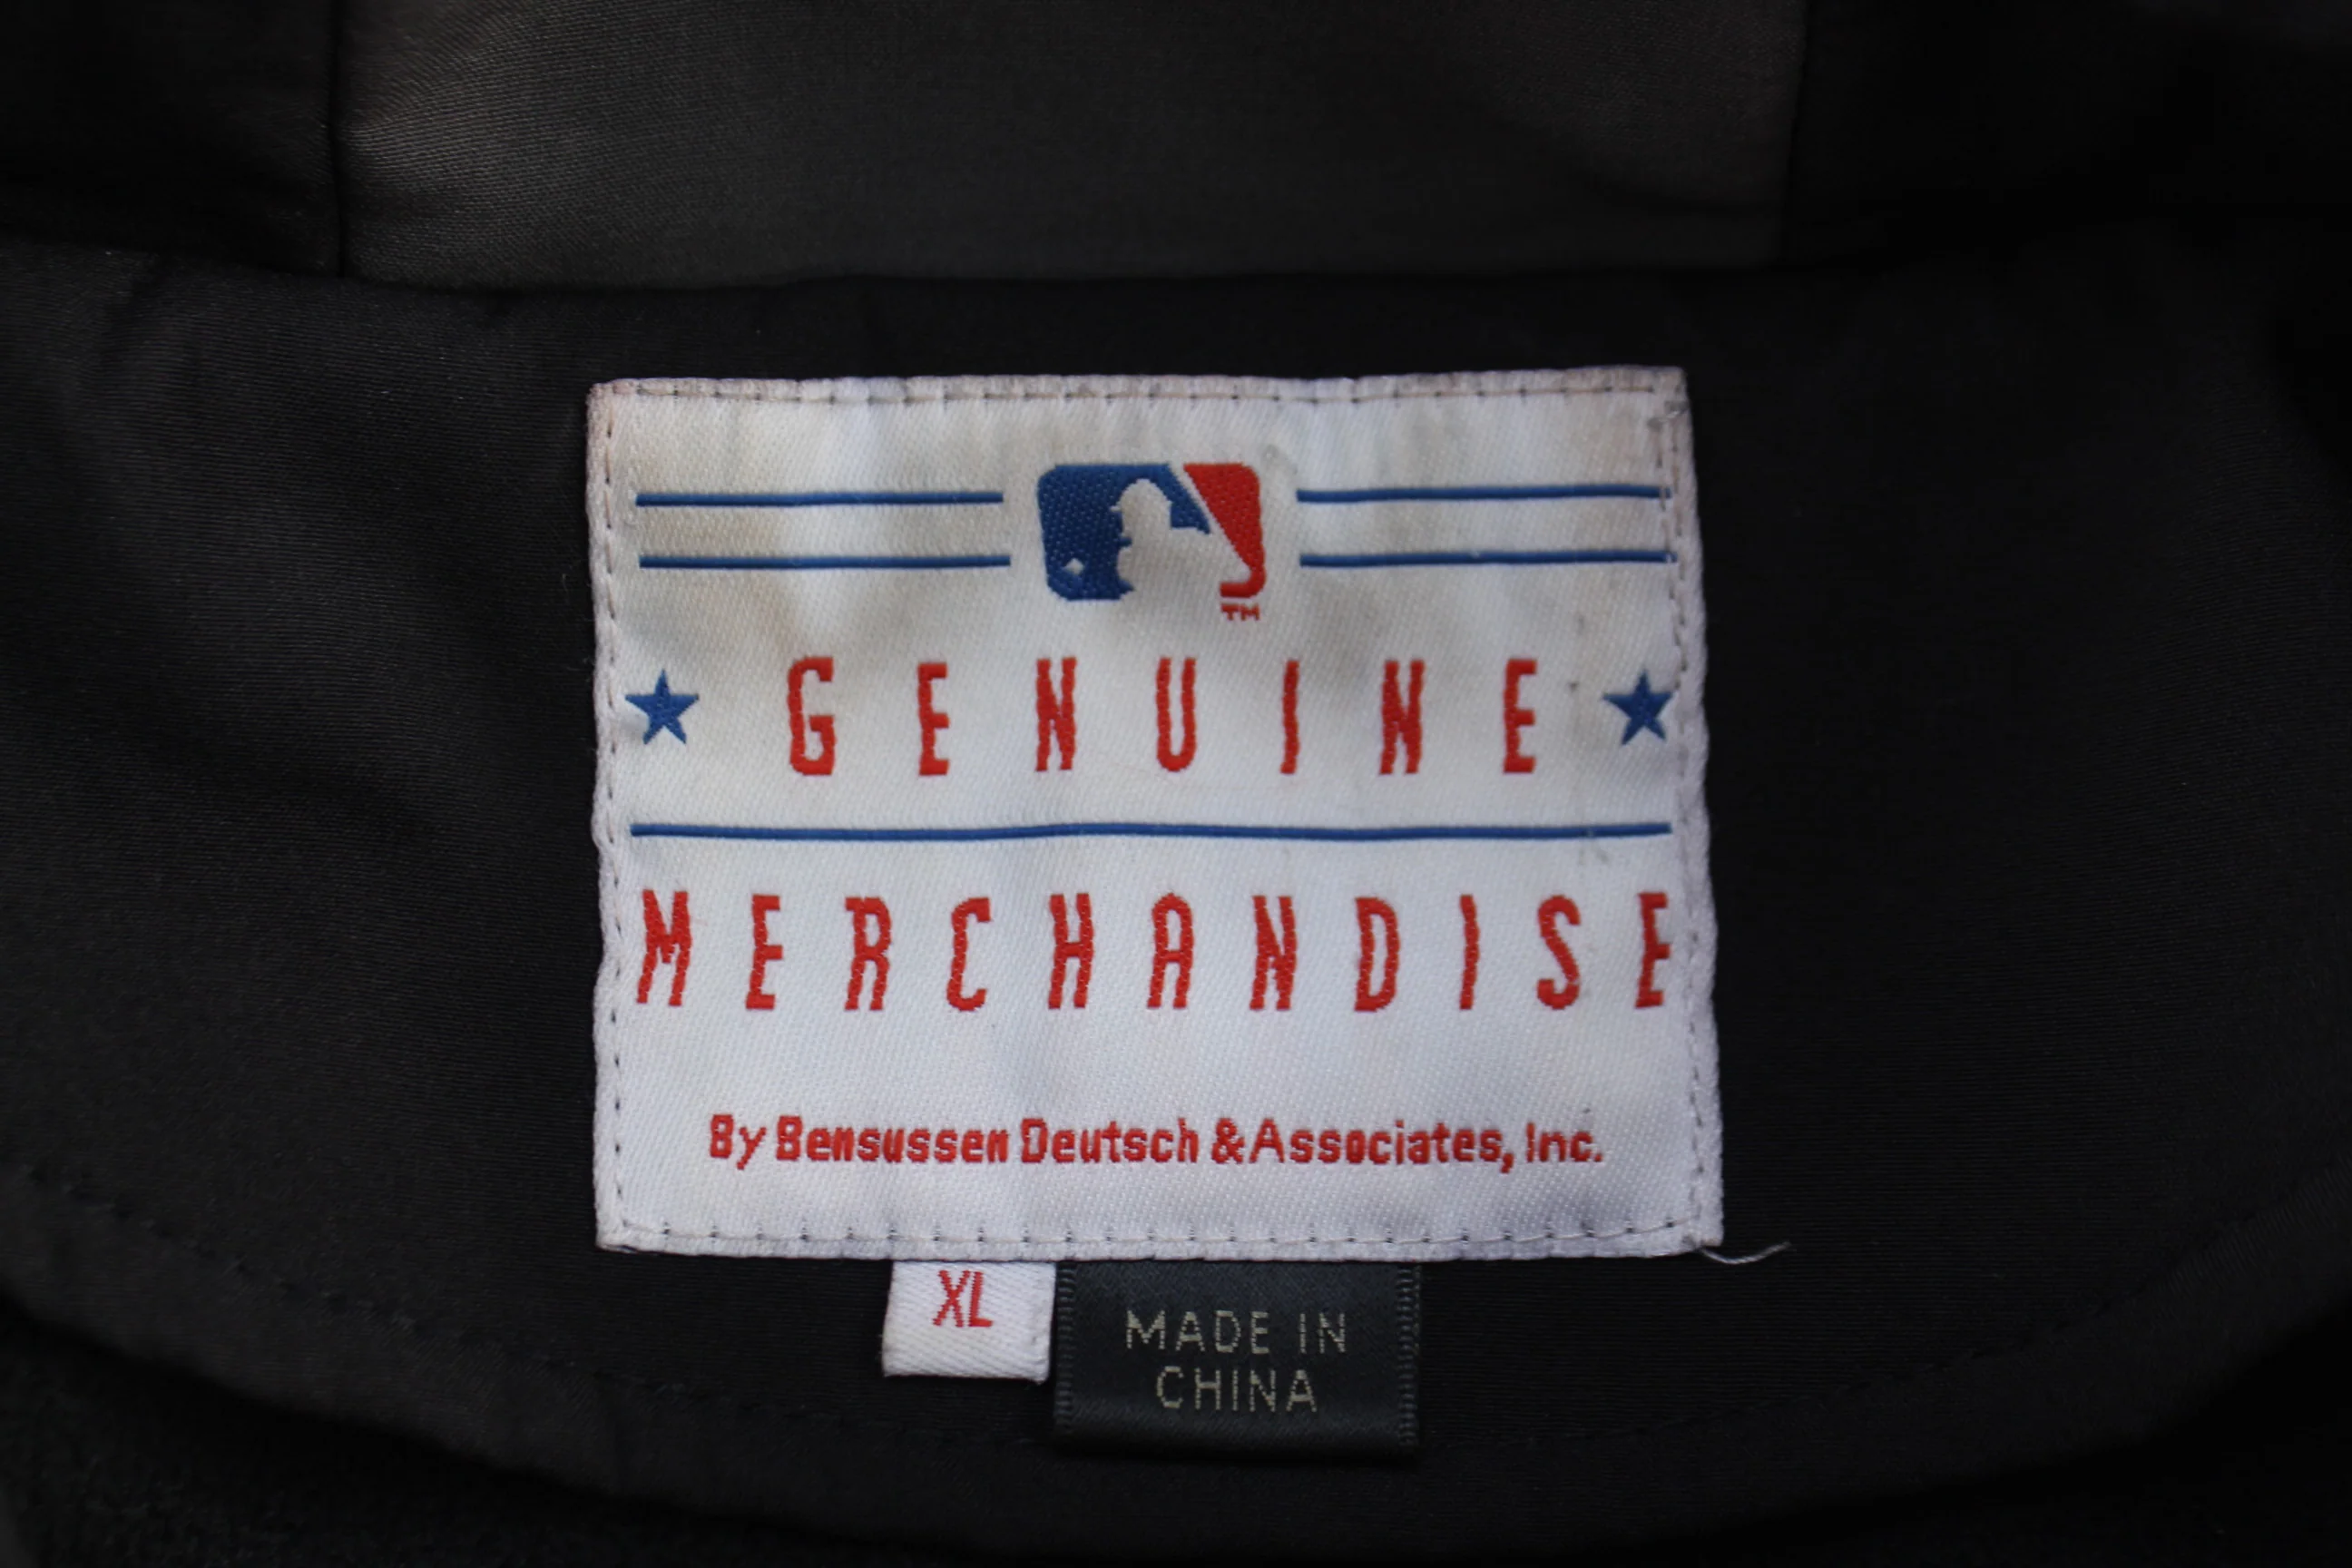 TM
GENUINE
MERCHANDISE
By Bensussen Deutsch & Associates, Inc.
XL
MADE IN
CHINA